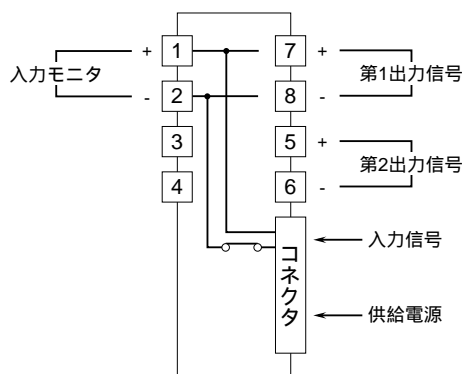 + 1 7 +
入力モニタ 第1出力信号
- 2 8 -
3 5 +
第2出力信号
4 6 -
コネクタ
入力信号
供給電源